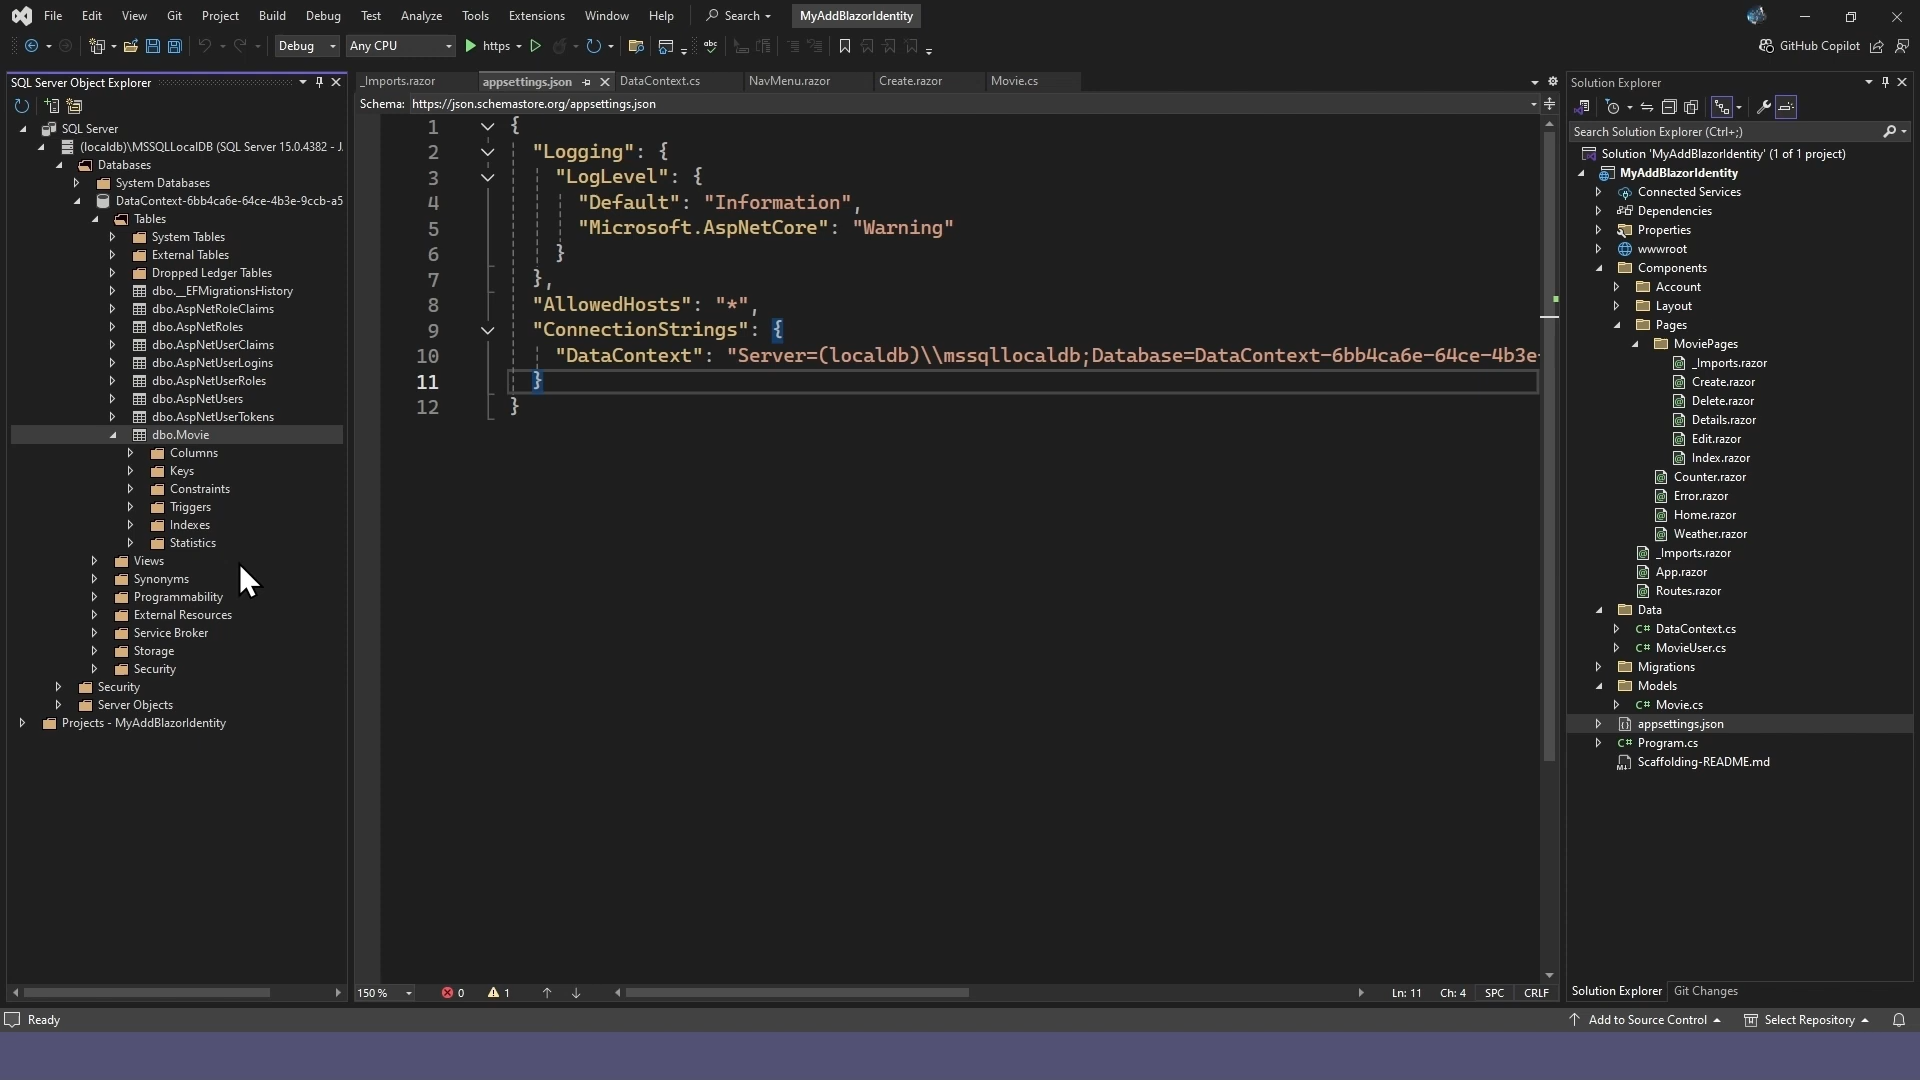 File Edit View Git Project Build Debug Test Analyze Tools Extensions Window Help Search MyAddBlazorIdentity
Debug Any CPU https abc GitHub Copilot
SQL Server Object Explorer
SQL Server
(localdb)\MSSQLLocalDB (SQL Server 15.0.4382 - J
Databases
System Databases
DataContext-6bb4ca6e-64ce-4b3e-9ccb-a5
Tables
System Tables
External Tables
Dropped Ledger Tables
dbo.__EFMigrationsHistory
dbo.AspNetRoleClaims
dbo.AspNetRoles
dbo.AspNetUserClaims
dbo.AspNetUserLogins
dbo.AspNetUserRoles
dbo.AspNetUsers
dbo.AspNetUserTokens
dbo.Movie
Columns
Keys
Constraints
Triggers
Indexes
Statistics
Views
Synonyms
Programmability
External Resources
Service Broker
Storage
Security
Security
Server Objects
Projects - MyAddBlazorIdentity
_Imports.razor appsettings.json DataContext.cs NavMenu.razor Create.razor Movie.cs
Schema: https://json.schemastore.org/appsettings.json
1 {
2 "Logging": {
3 "LogLevel": {
4 "Default": "Information",
5 "Microsoft.AspNetCore": "Warning"
6 }
7 },
8 "AllowedHosts": "*",
9 "ConnectionStrings": {
10 "DataContext": "Server=(localdb)\\mssqllocaldb;Database=DataContext-6bb4ca6e-64ce-4b3e-
11 }
12 }
150 % 0 1 Ln: 11 Ch: 4 SPC CRLF
Solution Explorer
Search Solution Explorer (Ctrl+;)
Solution 'MyAddBlazorIdentity' (1 of 1 project)
MyAddBlazorIdentity
Connected Services
Dependencies
Properties
wwwroot
Components
Account
Layout
Pages
MoviePages
_Imports.razor
Create.razor
Delete.razor
Details.razor
Edit.razor
Index.razor
Counter.razor
Error.razor
Home.razor
Weather.razor
_Imports.razor
App.razor
Routes.razor
Data
C# DataContext.cs
C# MovieUser.cs
Migrations
Models
C# Movie.cs
appsettings.json
C# Program.cs
Scaffolding-README.md
Solution Explorer Git Changes
Ready Add to Source Control Select Repository